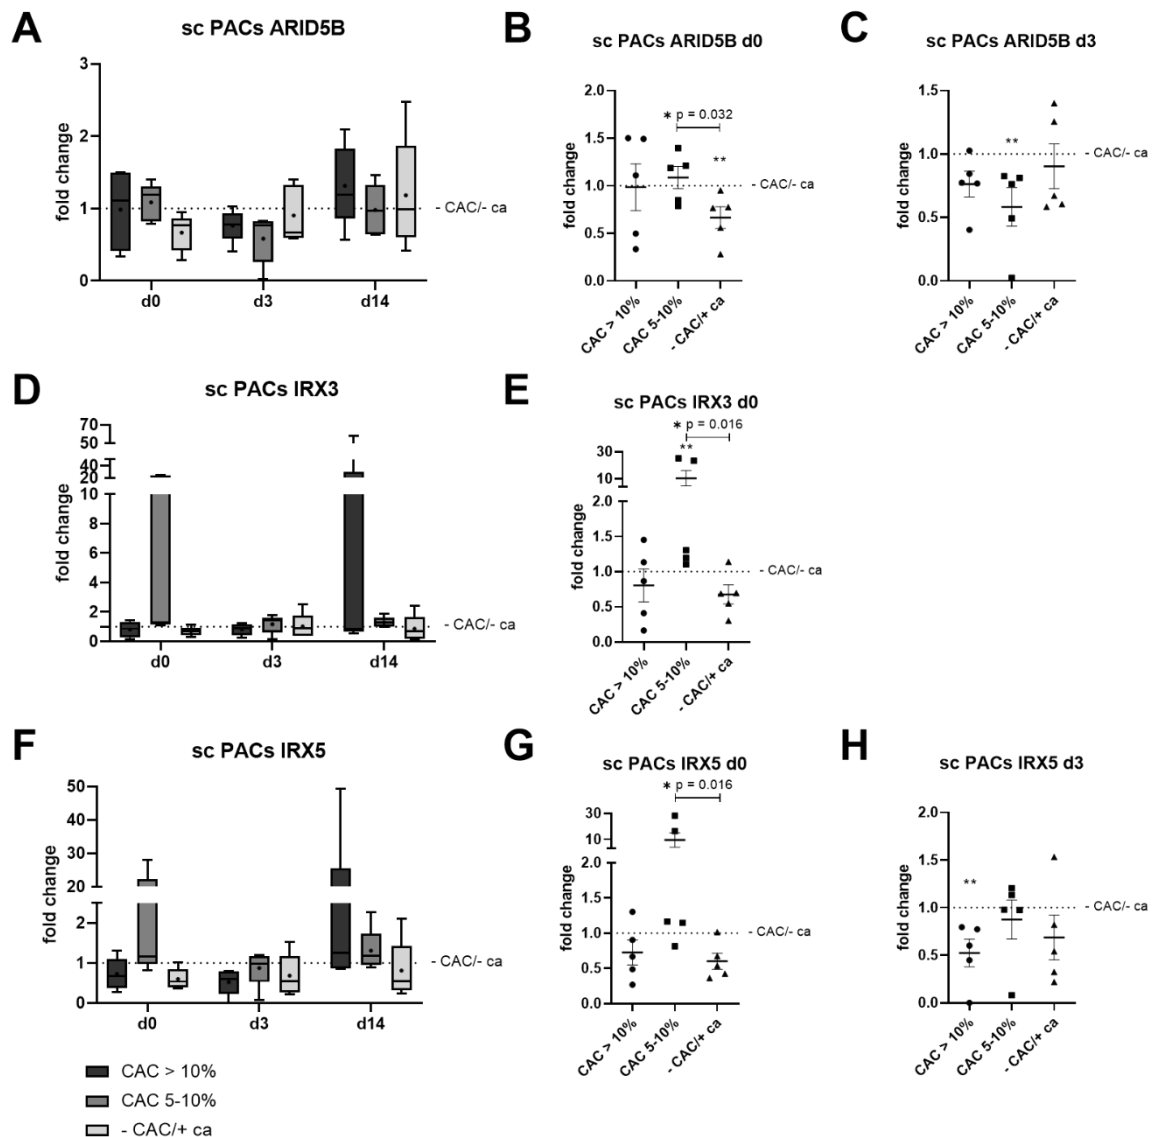 A
sc PACs ARID5B
fold change
3
2
1
0
- CAC/- ca
d0
d3
d14
B
sc PACs ARID5B d0
fold change
2.0
1.5
1.0
0.5
0.0
* p = 0.032
**
- CAC/- ca
CAC > 10%
CAC 5-10%
- CAC/+ ca
C
sc PACs ARID5B d3
fold change
1.5
1.0
0.5
0.0
**
- CAC/- ca
CAC > 10%
CAC 5-10%
- CAC/+ ca
D
sc PACs IRX3
fold change
70
50
40
20
10
8
6
4
2
0
- CAC/- ca
d0
d3
d14
E
sc PACs IRX3 d0
* p = 0.016
**
fold change
30
10
2.0
1.5
1.0
0.5
0.0
- CAC/- ca
CAC > 10%
CAC 5-10%
- CAC/+ ca
F
sc PACs IRX5
fold change
50
40
30
20
2
1
0
- CAC/- ca
d0
d3
d14
G
sc PACs IRX5 d0
* p = 0.016
fold change
30
10
2.0
1.5
1.0
0.5
0.0
- CAC/- ca
CAC > 10%
CAC 5-10%
- CAC/+ ca
H
sc PACs IRX5 d3
fold change
2.0
1.5
1.0
0.5
0.0
**
- CAC/- ca
CAC > 10%
CAC 5-10%
- CAC/+ ca
CAC > 10%
CAC 5-10%
- CAC/+ ca